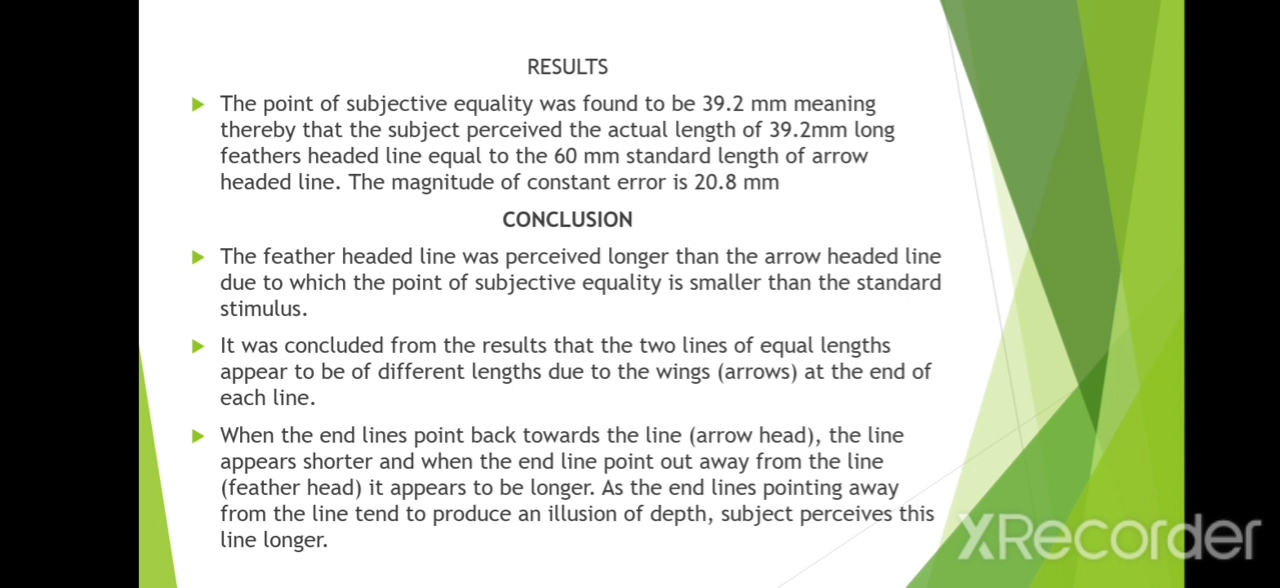 RESULTS
The point of subjective equality was found to be 39.2 mm meaning
thereby that the subject perceived the actual length of 39.2mm long
feathers headed line equal to the 60 mm standard length of arrow
headed line. The magnitude of constant error is 20.8 mm
CONCLUSION
The feather headed line was perceived longer than the arrow headed line
due to which the point of subjective equality is smaller than the standard
stimulus.
It was concluded from the results that the two lines of equal lengths
appear to be of different lengths due to the wings (arrows) at the end of
each line.
When the end lines point back towards the line (arrow head), the line
appears shorter and when the end line point out away from the line
(feather head) it appears to be longer. As the end lines pointing away
from the line tend to produce an illusion of depth, subject perceives this
line longer.
XRecorder